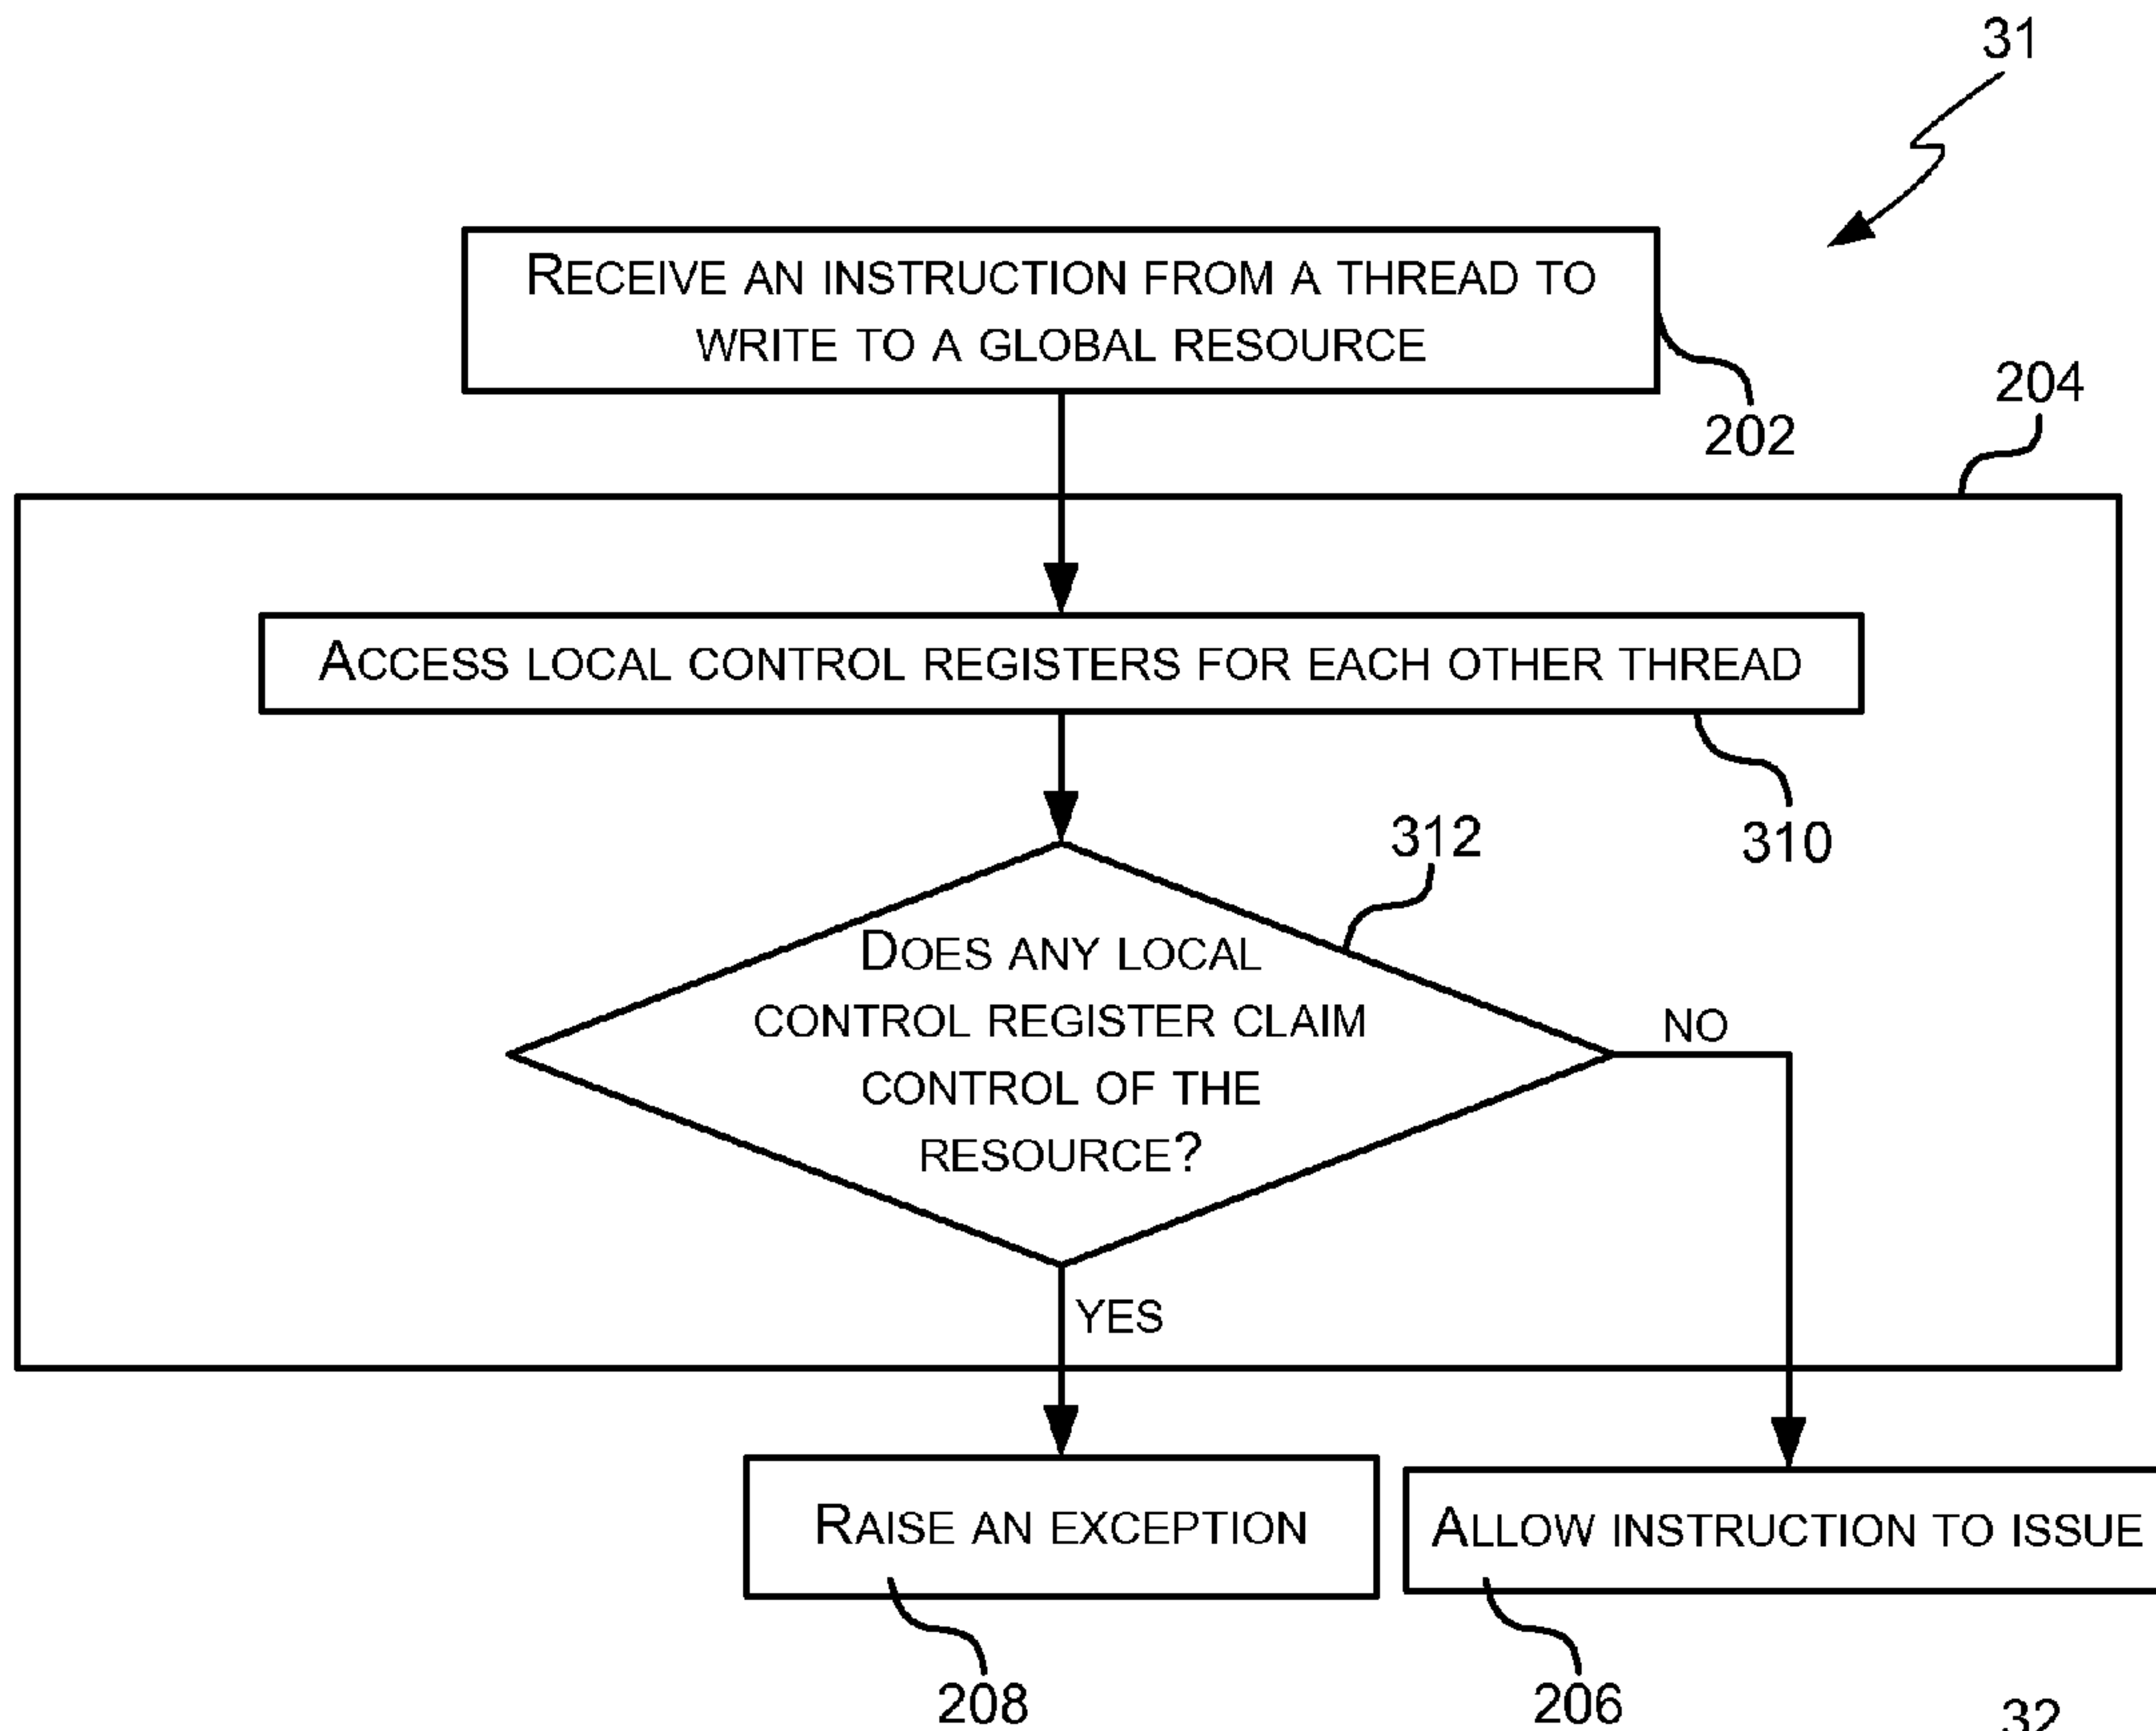 31
RECEIVE AN INSTRUCTION FROM A THREAD TO
WRITE TO A GLOBAL RESOURCE
202
204
ACCESS LOCAL CONTROL REGISTERS FOR EACH OTHER THREAD
310
312
DOES ANY LOCAL
CONTROL REGISTER CLAIM
CONTROL OF THE
RESOURCE?
NO
YES
RAISE AN EXCEPTION
ALLOW INSTRUCTION TO ISSUE
208
206
32